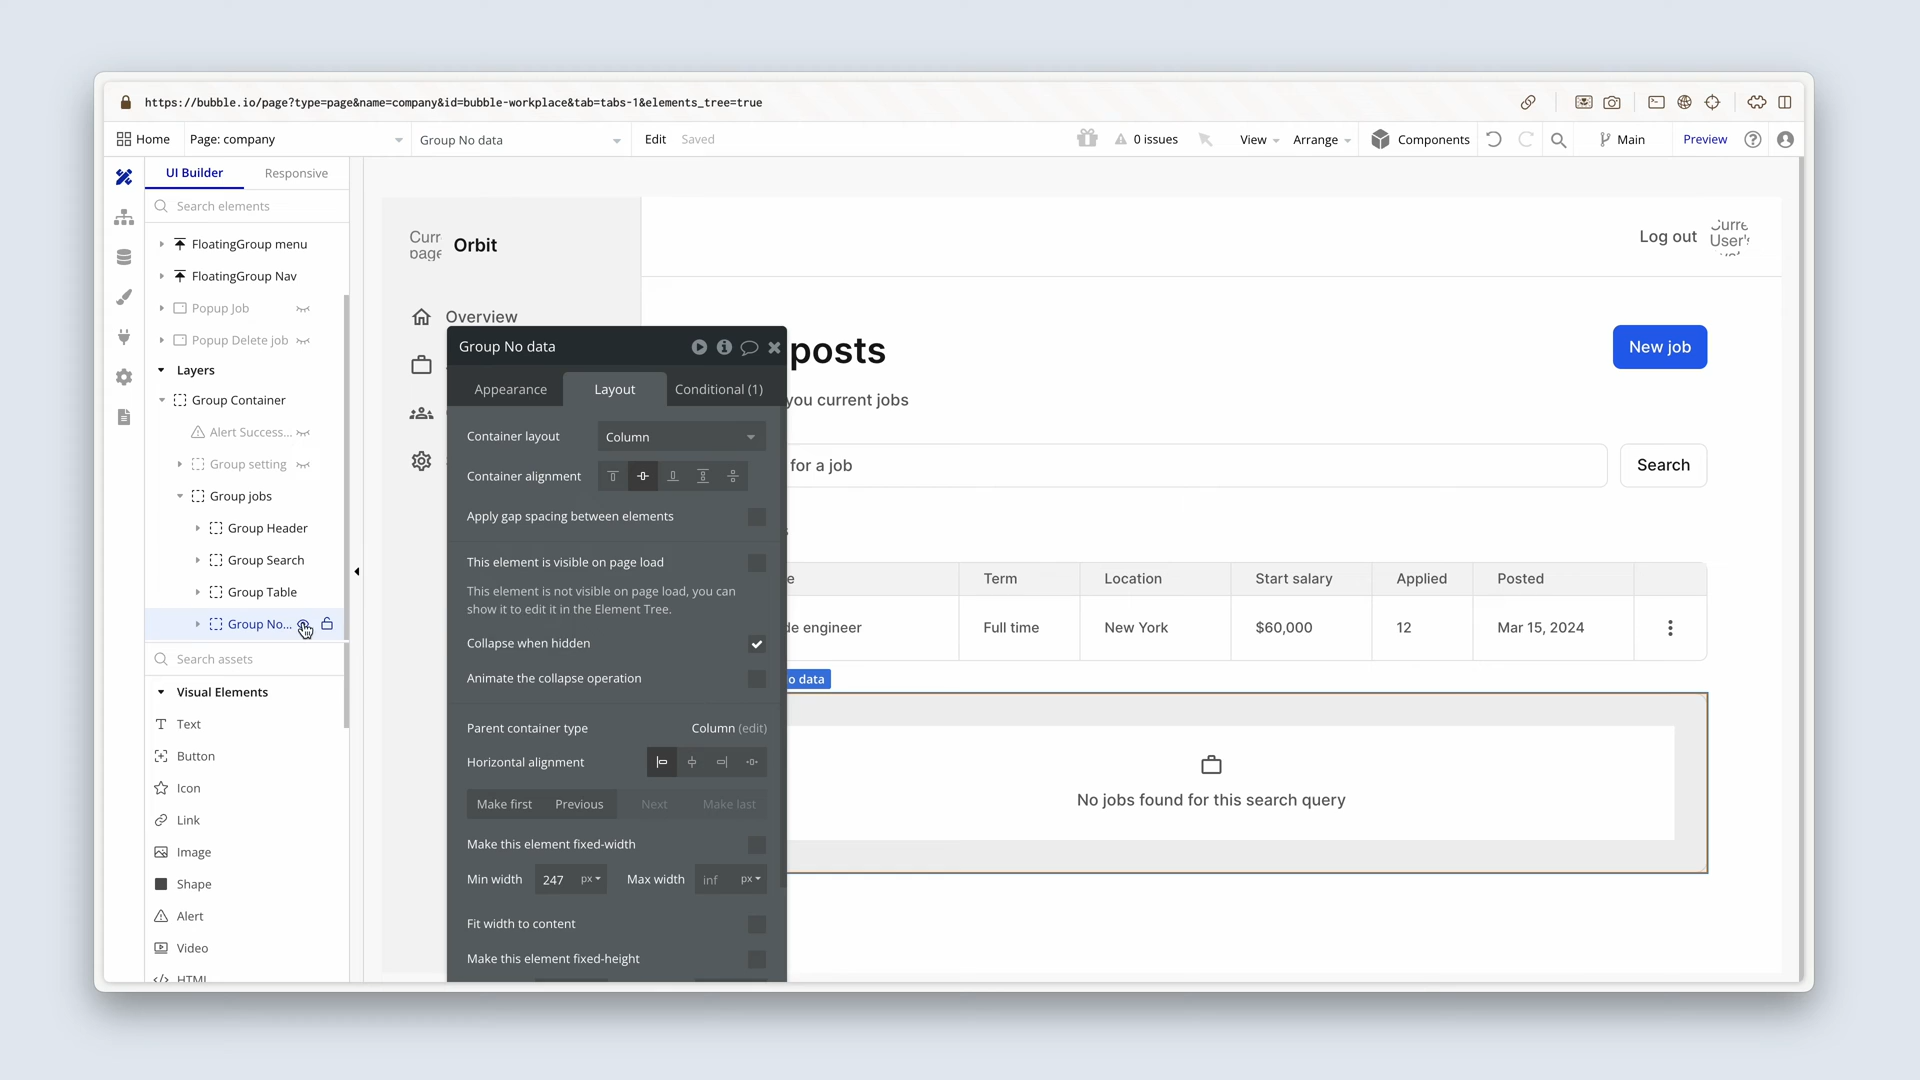 https://bubble.io/page?type=page&name=company&id=bubble-workplace&tab=tabs-1&elements_tree=true
Home
Page: company
Group No data
Edit
Saved
0 issues
View
Arrange
Components
Main
Preview
UI Builder
Responsive
Search elements
FloatingGroup menu
FloatingGroup Nav
Popup Job
Popup Delete job
Layers
Group Container
Alert Success...
Group setting
Group jobs
Group Header
Group Search
Group Table
Group No...
Search assets
Visual Elements
Text
Button
Icon
Link
Image
Shape
Alert
Video
HTML
Curr
page
Orbit
Log out
Curre
User's
Overview
Group No data
Appearance
Layout
Conditional (1)
Container layout
Column
Container alignment
Apply gap spacing between elements
This element is visible on page load
This element is not visible on page load, you can
show it to edit it in the Element Tree.
Collapse when hidden
Animate the collapse operation
Parent container type
Column (edit)
Horizontal alignment
Make first
Previous
Next
Make last
Make this element fixed-width
Min width
247
px
Max width
inf
px
Fit width to content
Make this element fixed-height
posts
New job
you current jobs
for a job
Search
Term
Location
Start salary
Applied
Posted
de engineer
Full time
New York
$60,000
12
Mar 15, 2024
o data
No jobs found for this search query